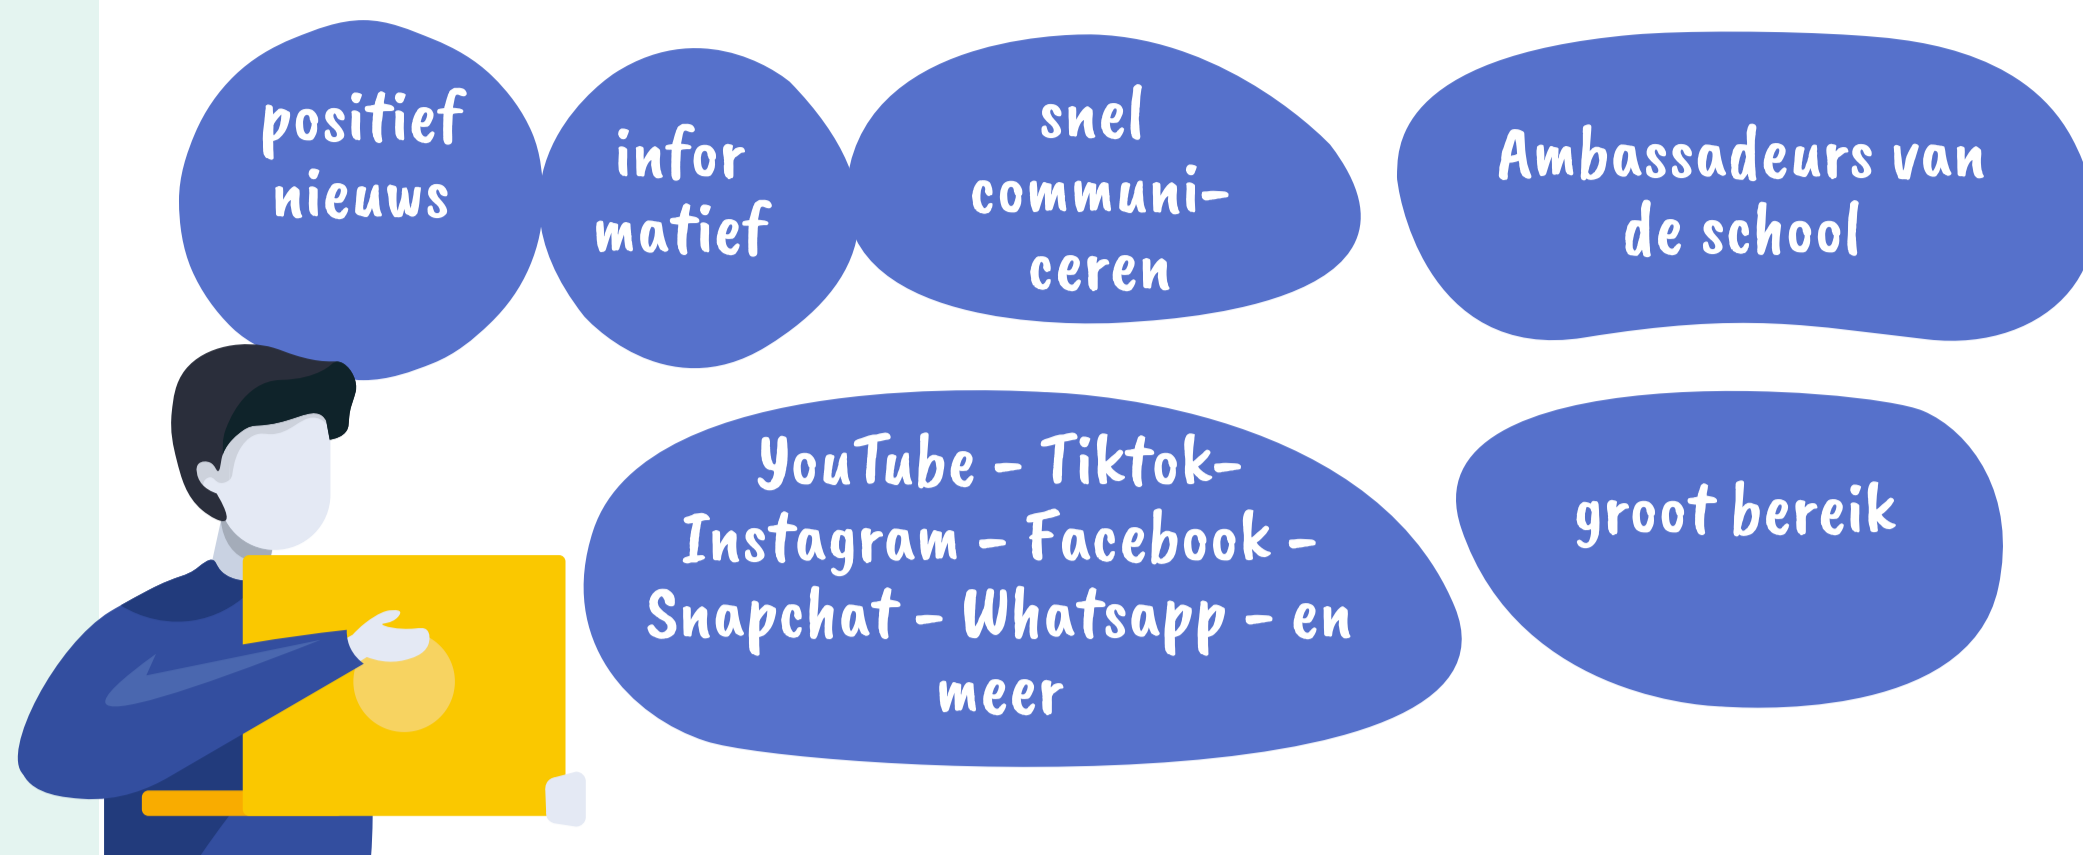 positief
nieuws
infor
matief
snel
communi-
ceren
Ambassadeurs van
de school
YouTube - Tiktok-
Instagram - Facebook -
Snapchat - Whatsapp - en
meer
groot bereik